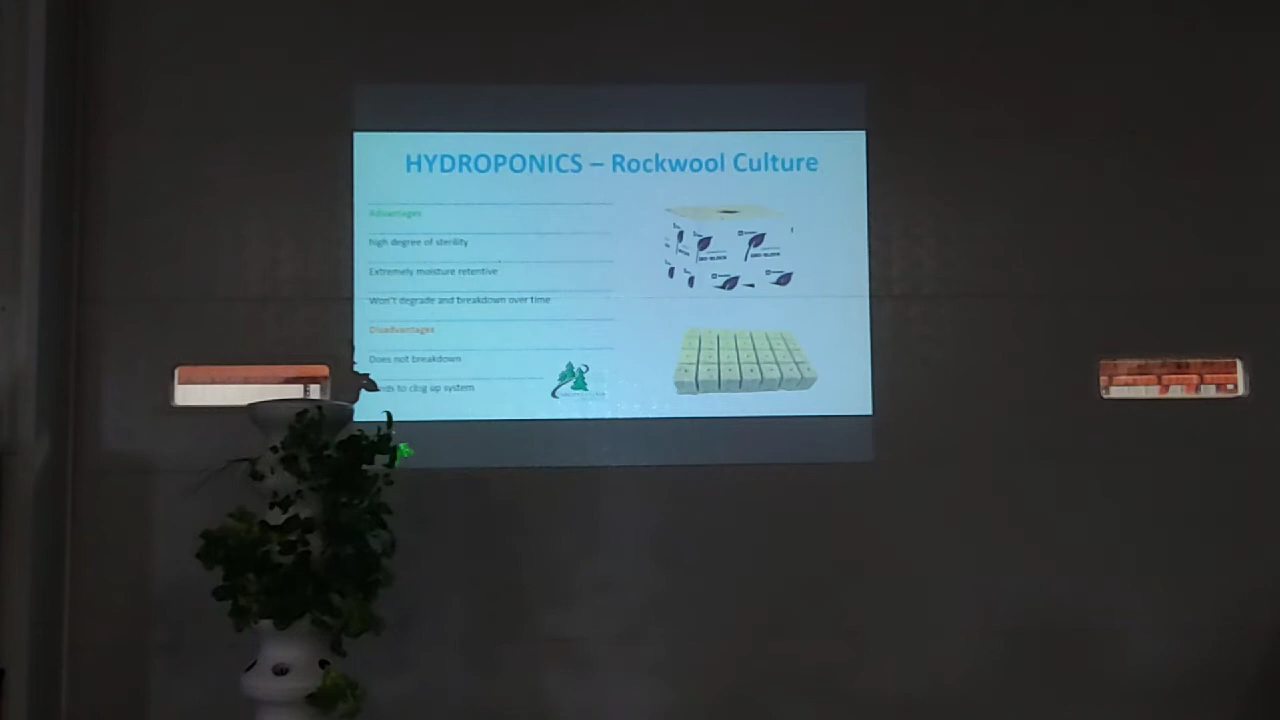 HYDROPONICS – Rockwool Culture
Advantages
high degree of sterility
Extremely moisture retentive
Won't degrade and breakdown over time
Disadvantages
Does not breakdown
to clog up system